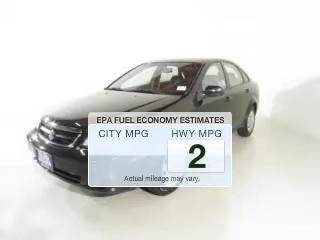 EPA FUEL ECONOMY ESTIMATES
CITY MPG HWY MPG
2
Actual mileage may vary.